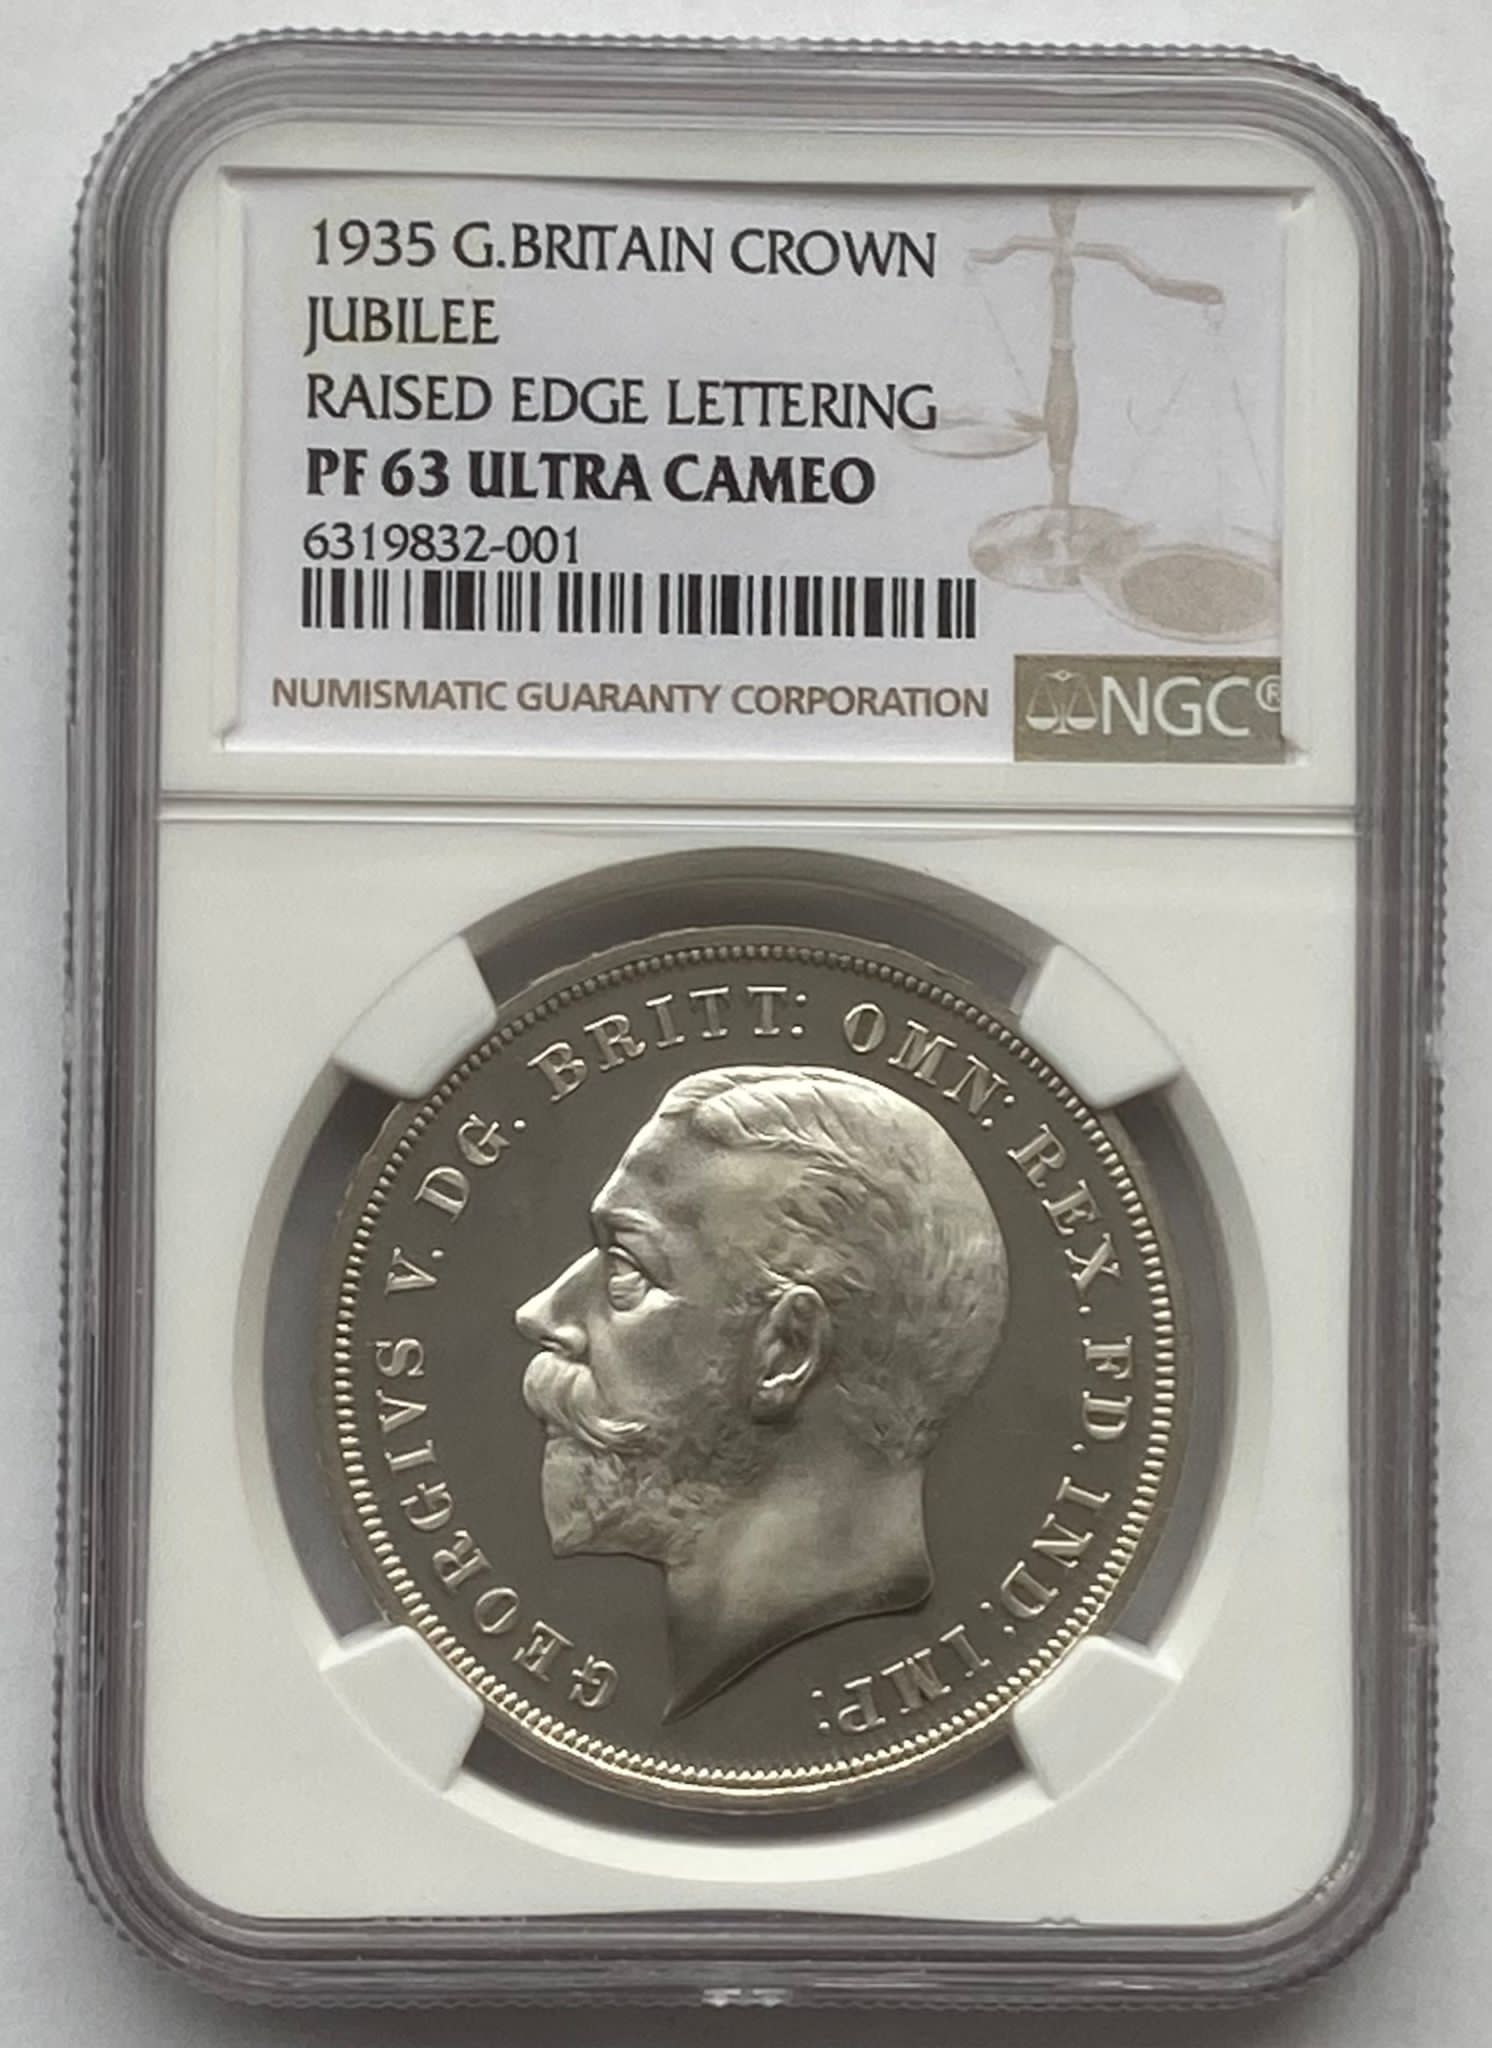 1935 G.BRITAIN CROWN
JUBILEE
RAISED EDGE LETTERING
PF 63 ULTRA CAMEO
6319832-001
NUMISMATIC GUARANTY CORPORATION
NGC®
GEORGIVS V. DG. BRITT: OMN: REX. FD. IND: IMP: